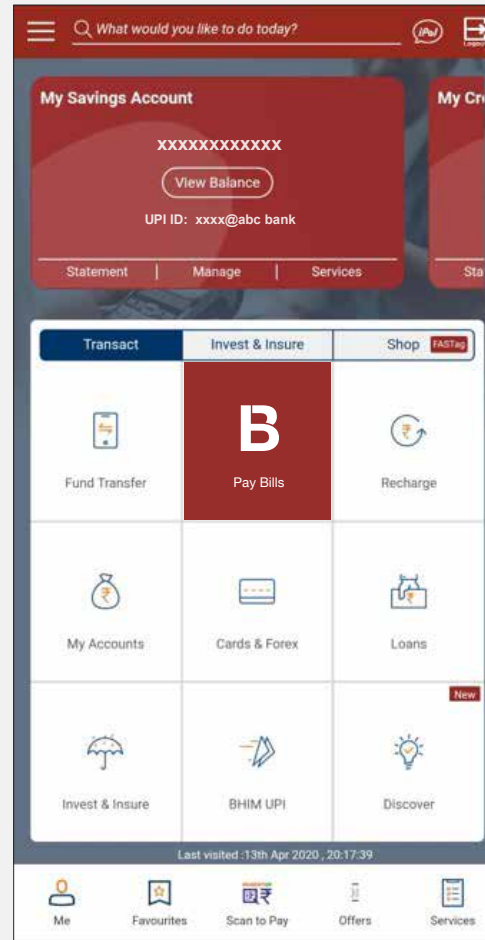 What would you like to do today?
iPal
Logout
My Savings Account
My Cr
xxxxxxxxxxxx
View Balance
UPI ID: xxxx@abc bank
Statement | Manage | Services
Sta
Transact
Invest & Insure
Shop FASTag
B
Fund Transfer
Pay Bills
Recharge
My Accounts
Cards & Forex
Loans
New
Invest & Insure
BHIM UPI
Discover
Last visited :13th Apr 2020 , 20:17:39
Me
Favourites
Scan to Pay
Offers
Services